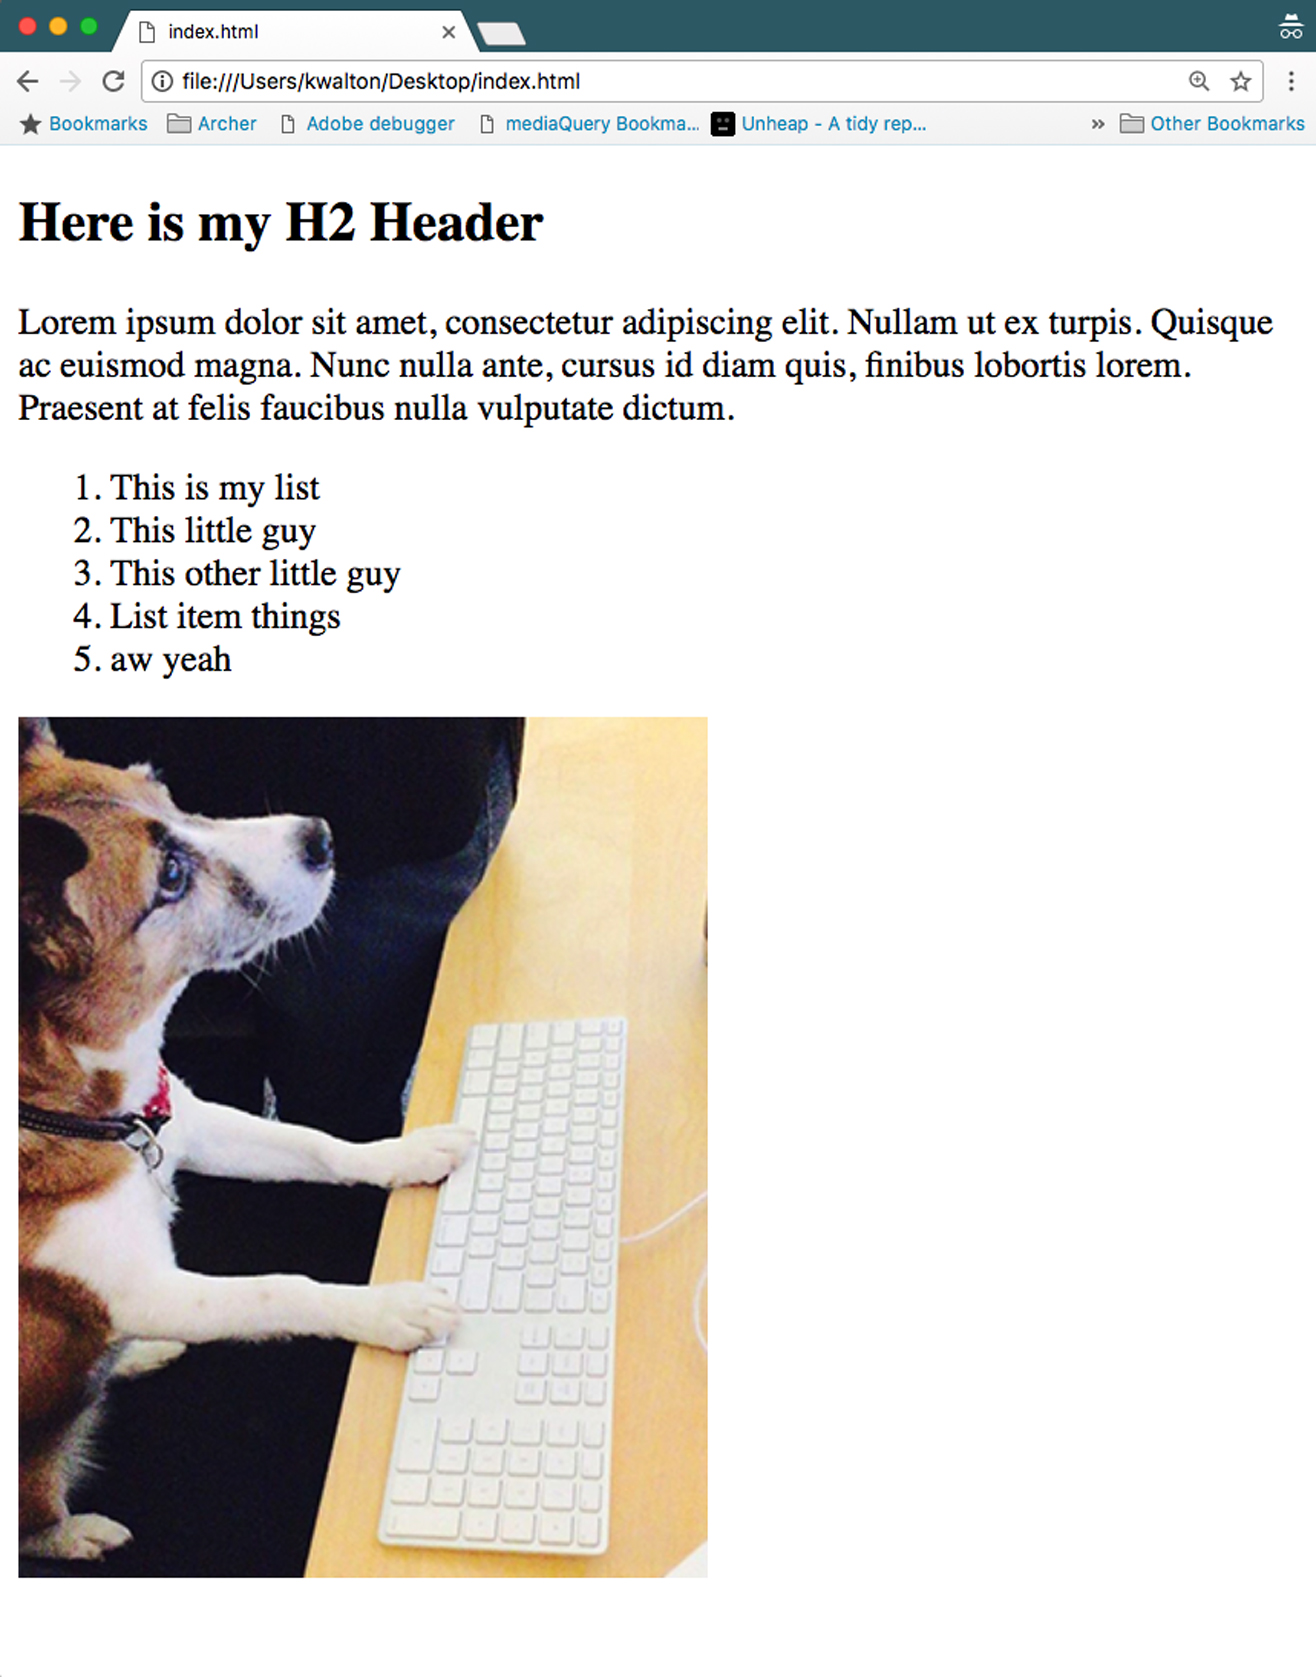 index.html
file:///Users/kwalton/Desktop/index.html
Bookmarks Archer Adobe debugger mediaQuery Bookma... Unheap - A tidy rep... » Other Bookmarks
Here is my H2 Header
Lorem ipsum dolor sit amet, consectetur adipiscing elit. Nullam ut ex turpis. Quisque
ac euismod magna. Nunc nulla ante, cursus id diam quis, finibus lobortis lorem.
Praesent at felis faucibus nulla vulputate dictum.
1. This is my list
2. This little guy
3. This other little guy
4. List item things
5. aw yeah